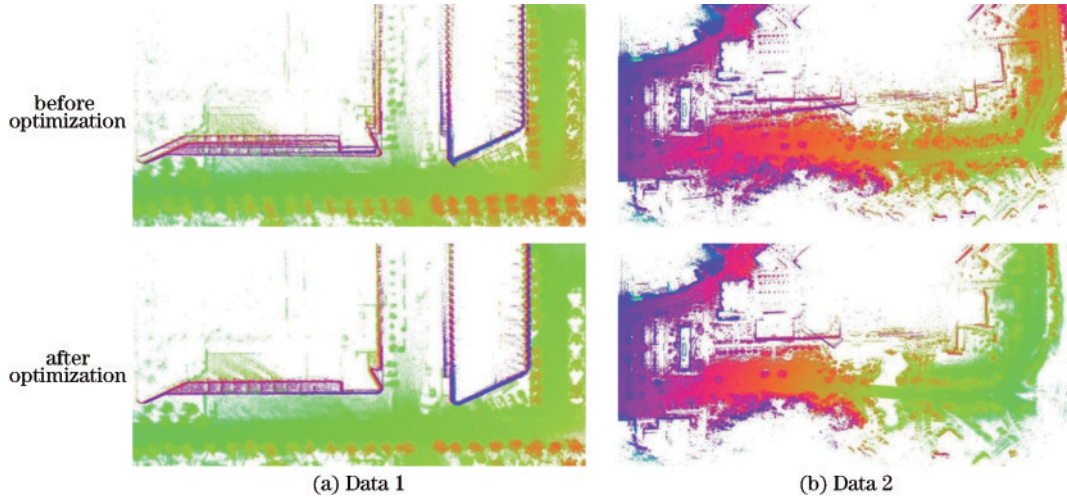 before
optimization
after
optimization
(a) Data 1
(b) Data 2